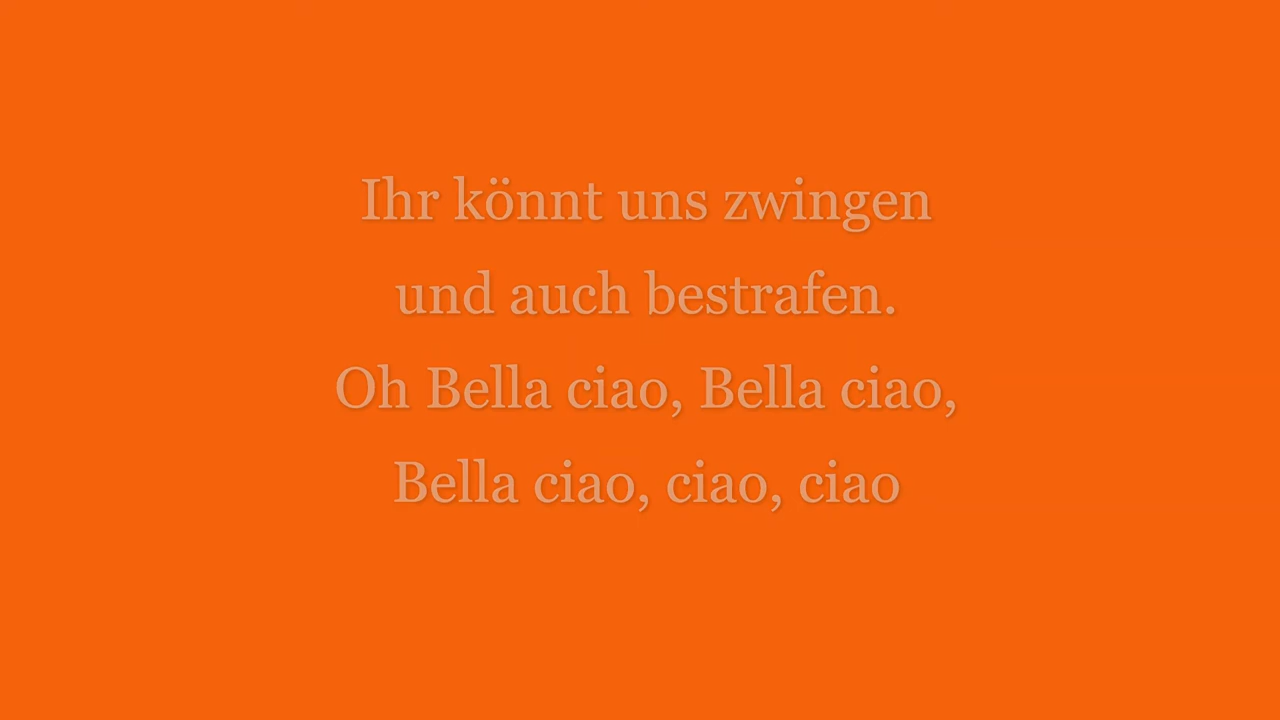 Ihr könnt uns zwingen
und auch bestrafen.
Oh Bella ciao, Bella ciao,
Bella ciao, ciao, ciao